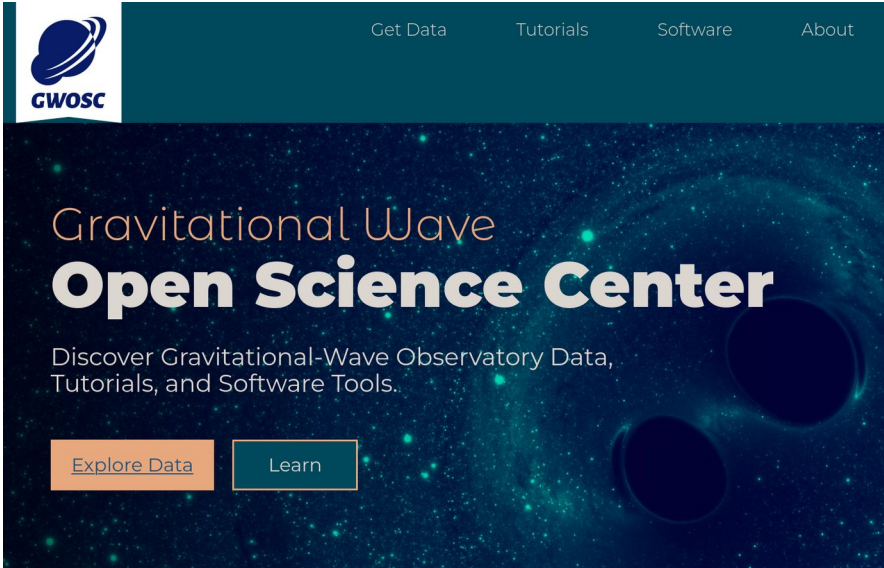 GWOSC
Get Data
Tutorials
Software
About
Gravitational Wave
Open Science Center
Discover Gravitational-Wave Observatory Data,
Tutorials, and Software Tools.
Explore Data
Learn